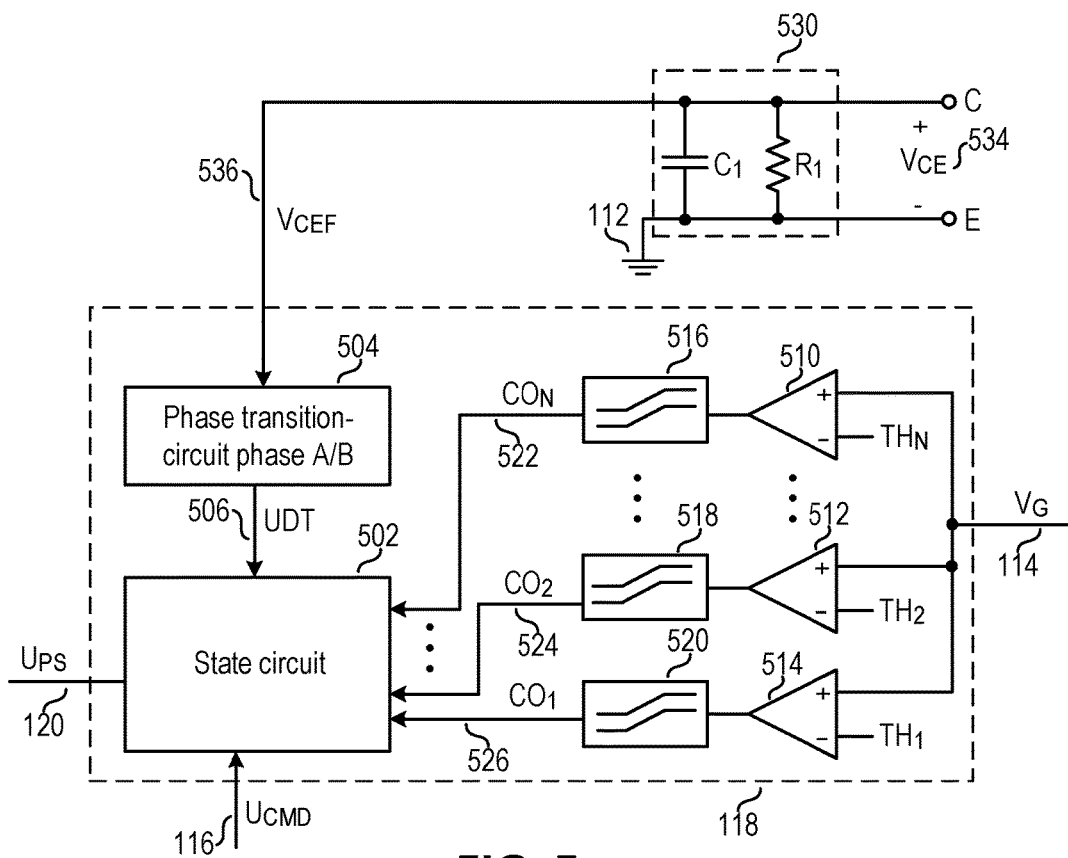 530
C
+
VCE
534
-
E
C1
R1
112
536
VCEF
504
Phase transition-
circuit phase A/B
506
UDT
502
State circuit
UPS
120
116
UCMD
516
510
+
−
THN
CON
522
518
512
+
−
TH2
CO2
524
520
514
+
−
TH1
CO1
526
VG
114
118